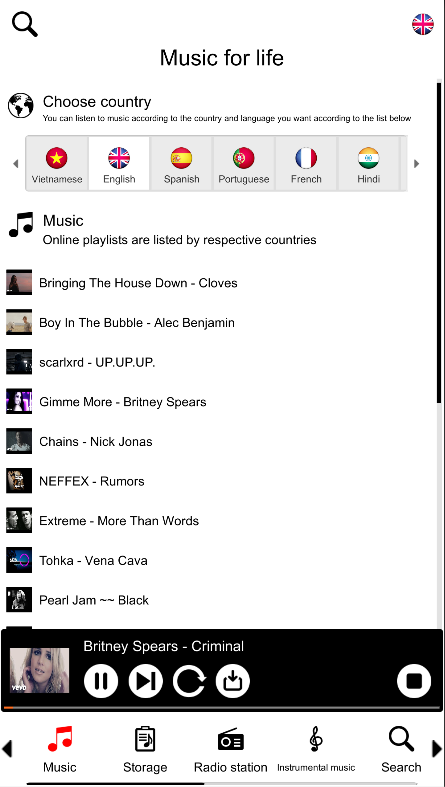 Music for life
Choose country
You can listen to music according to the country and language you want according to the list below
Vietnamese
English
Spanish
Portuguese
French
Hindi
Music
Online playlists are listed by respective countries
Bringing The House Down - Cloves
Boy In The Bubble - Alec Benjamin
scarlxrd - UP.UP.UP.
Gimme More - Britney Spears
Chains - Nick Jonas
NEFFEX - Rumors
Extreme - More Than Words
Tohka - Vena Cava
Pearl Jam ~~ Black
Britney Spears - Criminal
vevo
Music
Storage
Radio station
Instrumental music
Search